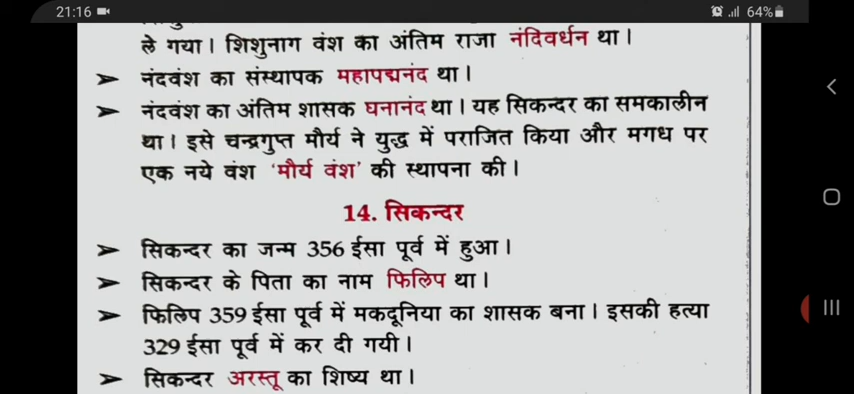 21:16
64%
ले गया। शिशुनाग वंश का अंतिम राजा नंदिवर्धन था।
➢ नंदवंश का संस्थापक महापद्मनंद था।
➢ नंदवंश का अंतिम शासक घनानंद था। यह सिकन्दर का समकालीन
था। इसे चन्द्रगुप्त मौर्य ने युद्ध में पराजित किया और मगध पर
एक नये वंश ‘मौर्य वंश’ की स्थापना की।
14. सिकन्दर
➢ सिकन्दर का जन्म 356 ईसा पूर्व में हुआ।
➢ सिकन्दर के पिता का नाम फिलिप था।
➢ फिलिप 359 ईसा पूर्व में मकदूनिया का शासक बना। इसकी हत्या
329 ईसा पूर्व में कर दी गयी।
➢ सिकन्दर अरस्तू का शिष्य था।